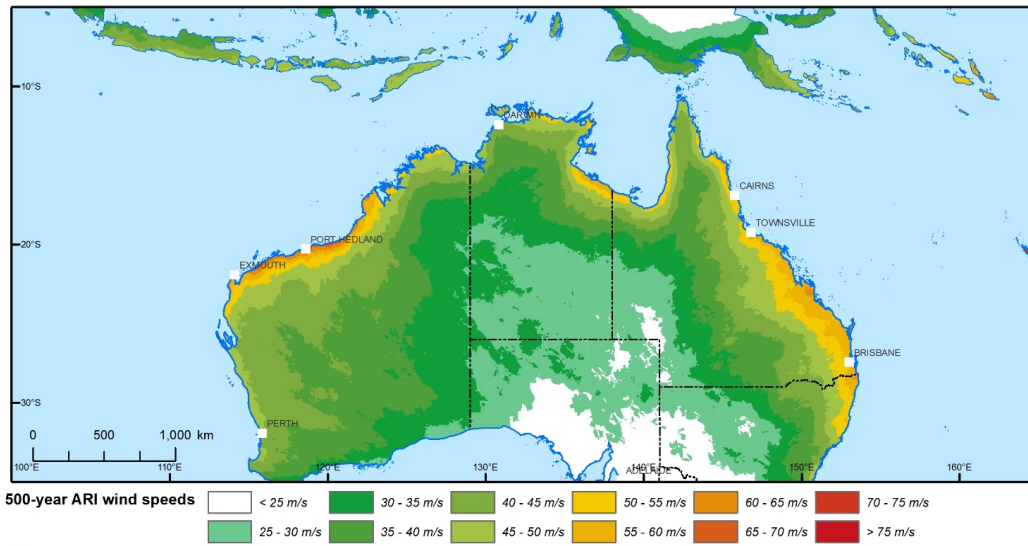 10°S
DARWIN
CAIRNS
TOWNSVILLE
20°S
PORT HEDLAND
EXMOUTH
BRISBANE
30°S
PERTH
0 500 1,000 km
ADELAIDE
100°E 110°E 120°E 130°E 140°E 150°E 160°E
500-year ARI wind speeds
< 25 m/s 30 - 35 m/s 40 - 45 m/s 50 - 55 m/s 60 - 65 m/s 70 - 75 m/s
25 - 30 m/s 35 - 40 m/s 45 - 50 m/s 55 - 60 m/s 65 - 70 m/s > 75 m/s